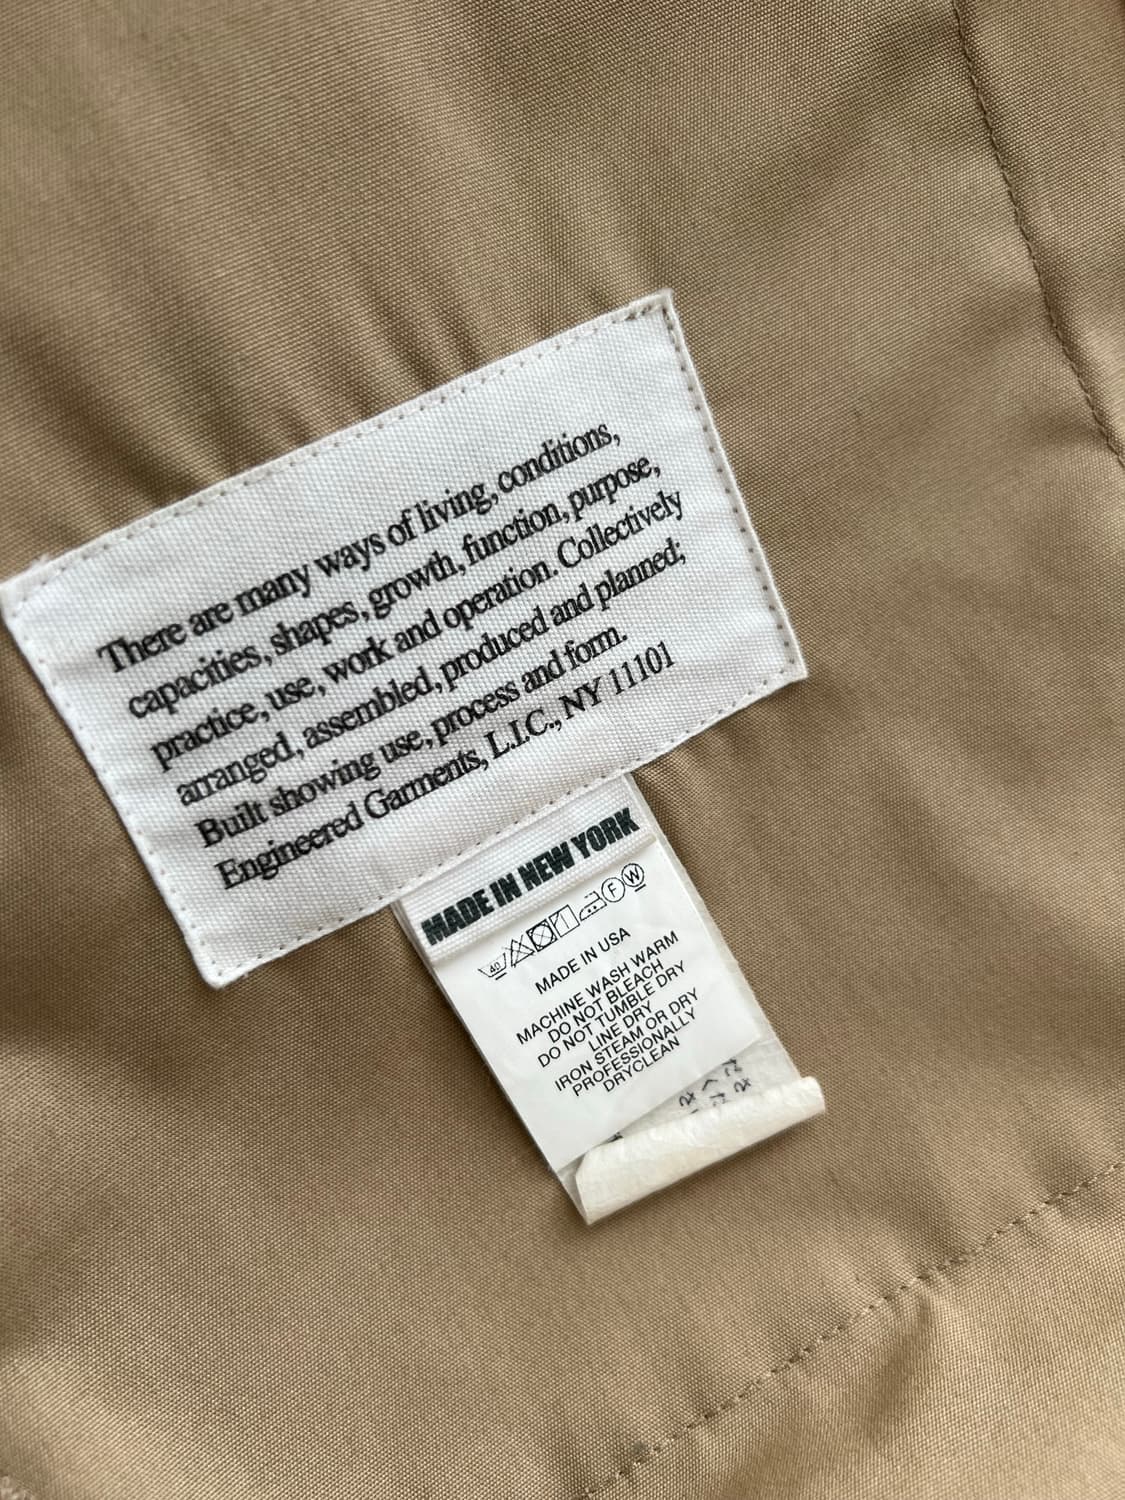 There are many ways of living, conditions,
capacities, shapes, growth, function, purpose,
practice, use, work and operation. Collectively
arranged, assembled, produced and planned;
Built showing use, process and form.
Engineered Garments, L.I.C., NY 11101
MADE IN NEW YORK
40 F W
MADE IN USA
MACHINE WASH WARM
DO NOT BLEACH
DO NOT TUMBLE DRY
LINE DRY
IRON STEAM OR DRY
PROFESSIONALLY
DRYCLEAN